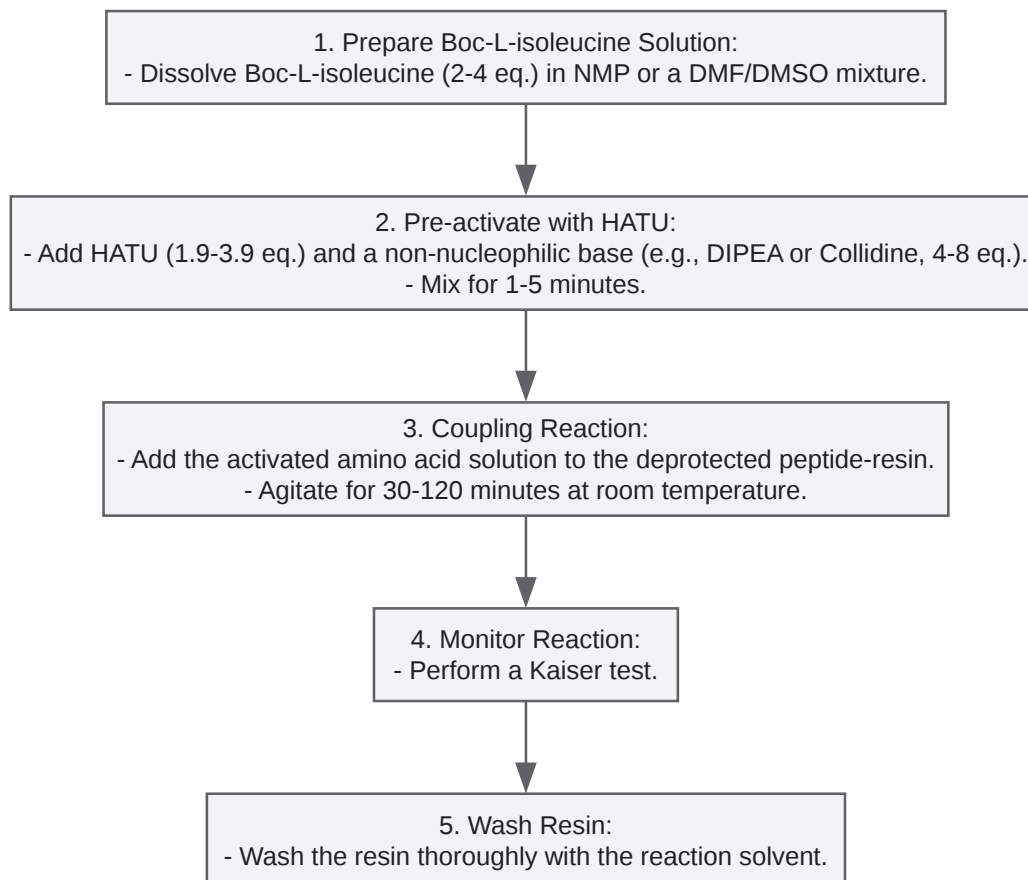 1. Prepare Boc-L-isoleucine Solution:
- Dissolve Boc-L-isoleucine (2-4 eq.) in NMP or a DMF/DMSO mixture.
2. Pre-activate with HATU:
- Add HATU (1.9-3.9 eq.) and a non-nucleophilic base (e.g., DIPEA or Collidine, 4-8 eq.).
- Mix for 1-5 minutes.
3. Coupling Reaction:
- Add the activated amino acid solution to the deprotected peptide-resin.
- Agitate for 30-120 minutes at room temperature.
4. Monitor Reaction:
- Perform a Kaiser test.
5. Wash Resin:
- Wash the resin thoroughly with the reaction solvent.